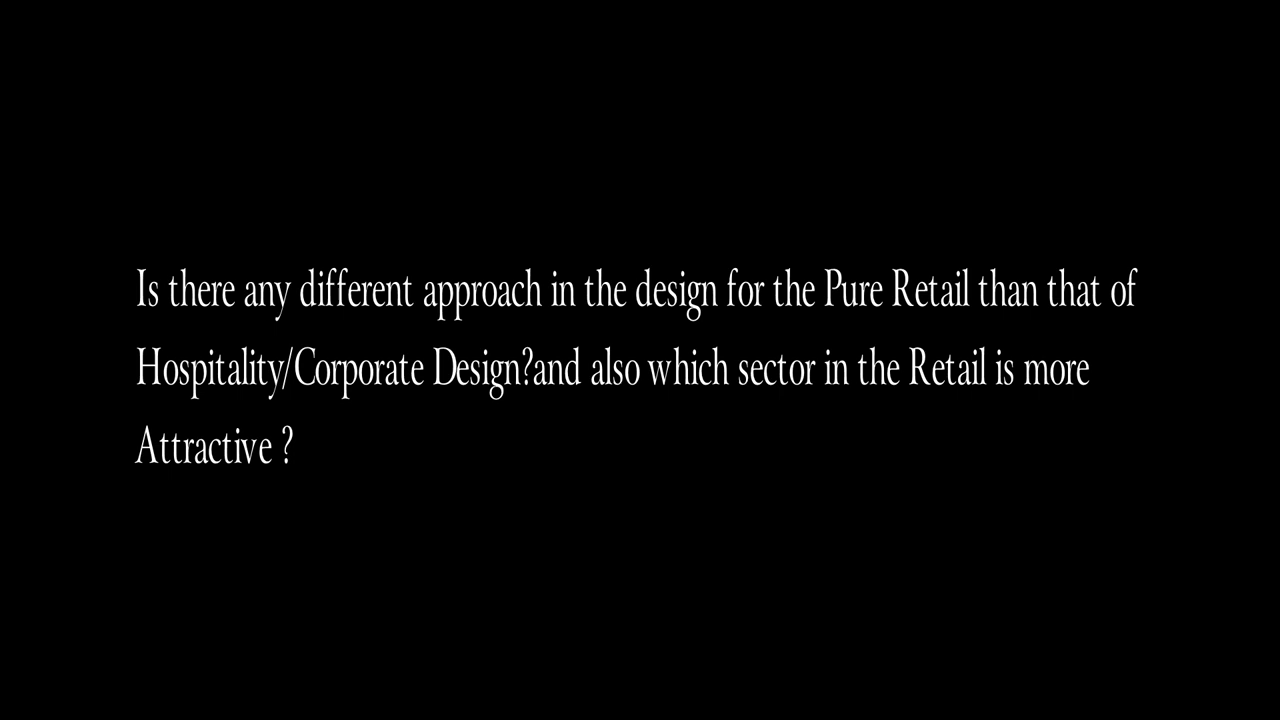 Is there any different approach in the design for the Pure Retail than that of
Hospitality/Corporate Design?and also which sector in the Retail is more
Attractive ?